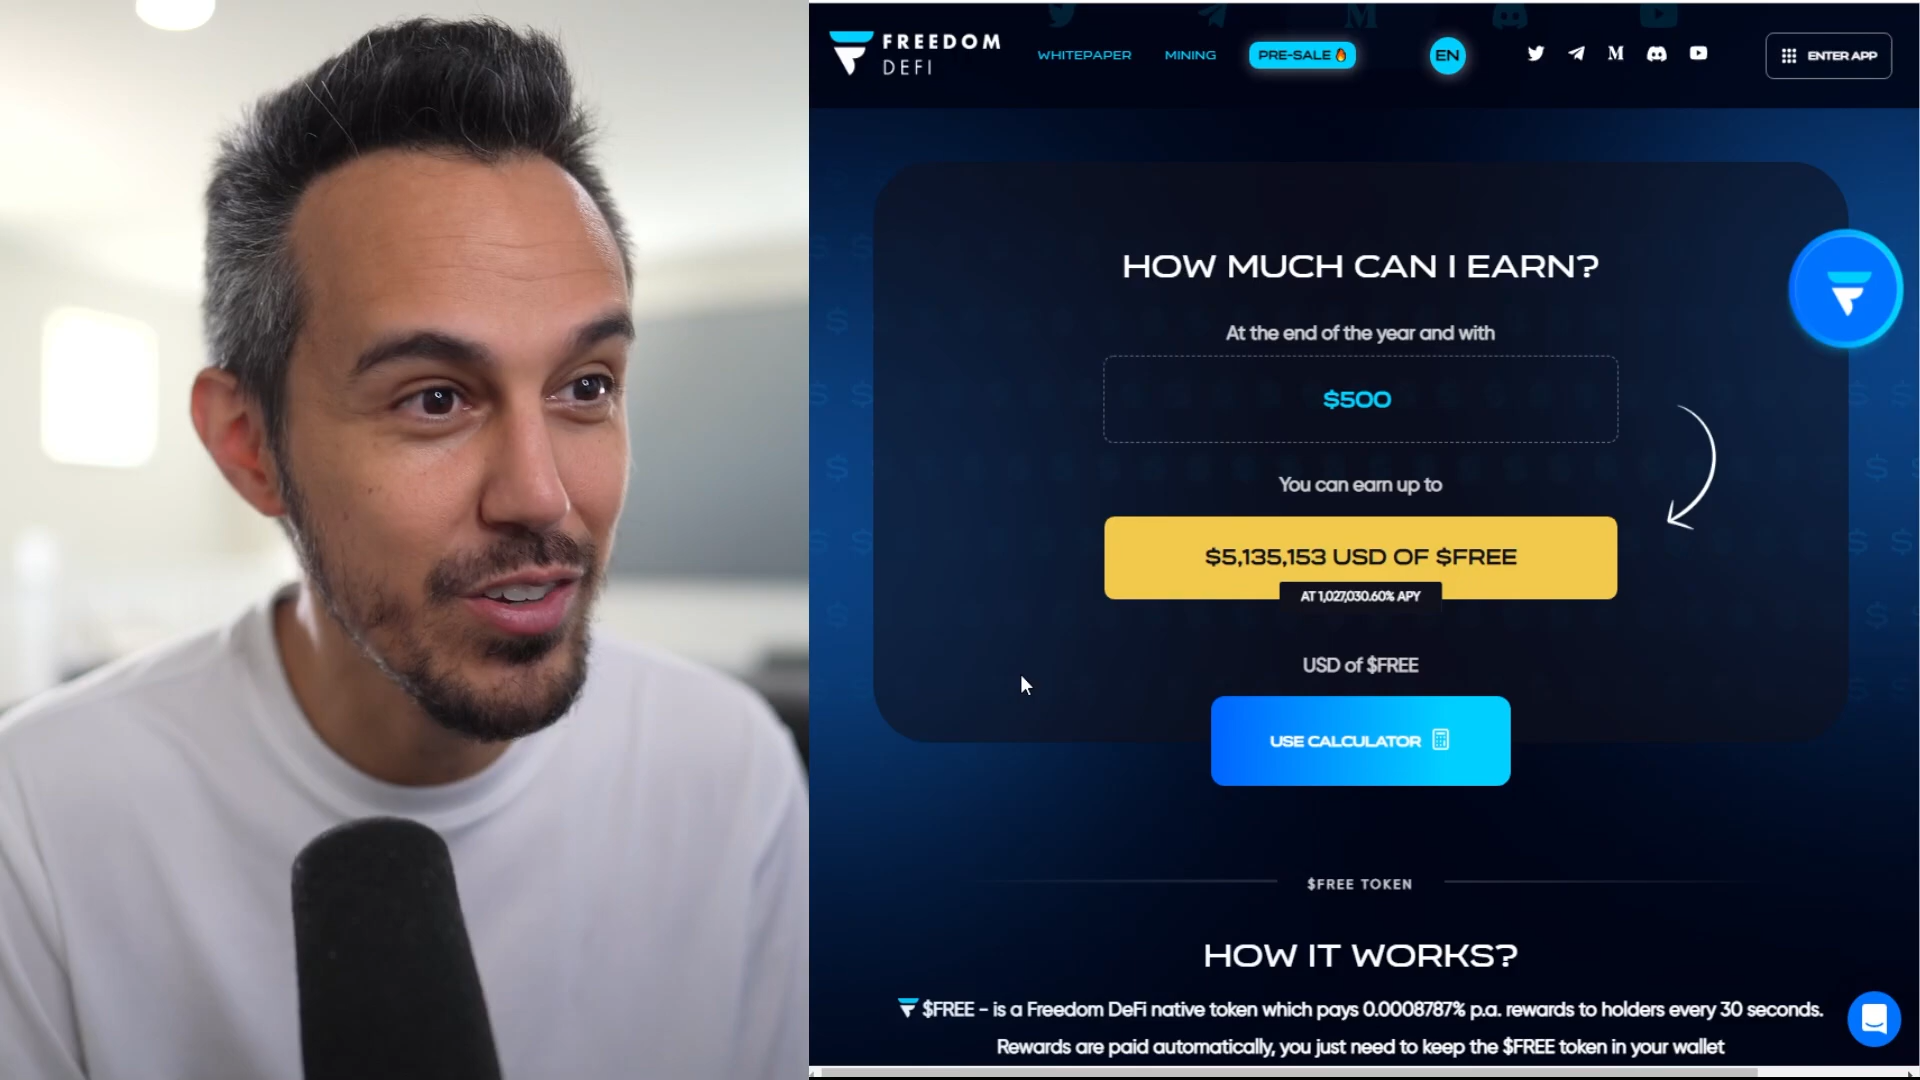 FREEDOM
DEFI
WHITEPAPER
MINING
PRE-SALE
EN
M
ENTER APP
HOW MUCH CAN I EARN?
At the end of the year and with
$500
You can earn up to
$5,135,153 USD OF $FREE
AT 1,027,030.60% APY
USD of $FREE
USE CALCULATOR
$FREE TOKEN
HOW IT WORKS?
$FREE - is a Freedom DeFi native token which pays 0.0008787% p.a. rewards to holders every 30 seconds.
Rewards are paid automatically, you just need to keep the $FREE token in your wallet